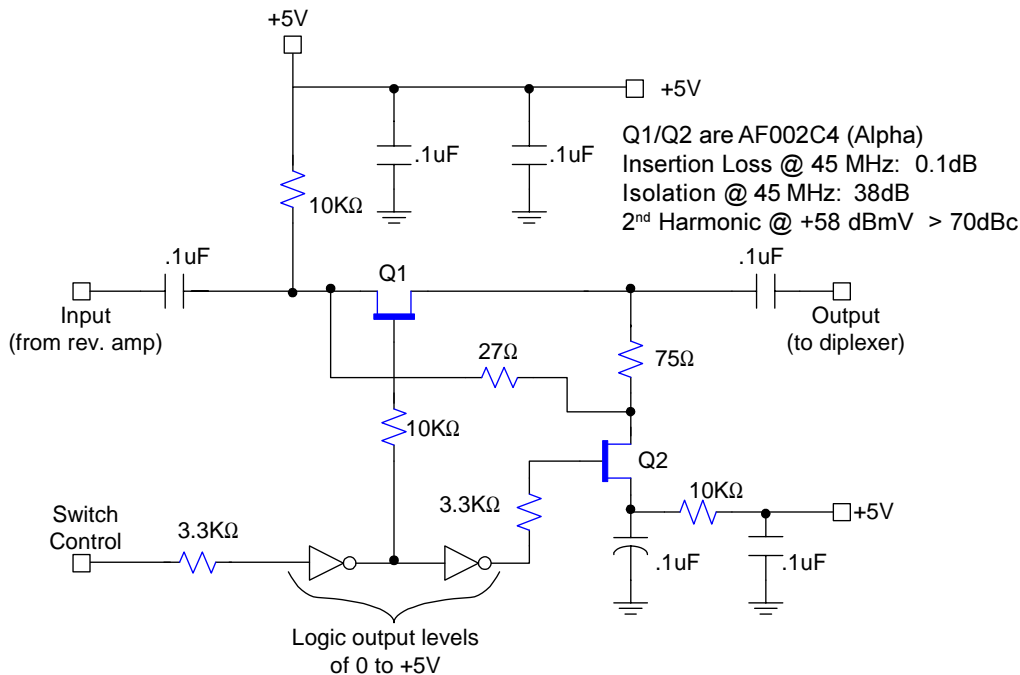 +5V
+5V
.1uF
.1uF
10KΩ
Q1/Q2 are AF002C4 (Alpha)
Insertion Loss @ 45 MHz: 0.1dB
Isolation @ 45 MHz: 38dB
2nd Harmonic @ +58 dBmV > 70dBc
.1uF
Q1
.1uF
Input
(from rev. amp)
Output
(to diplexer)
27Ω
75Ω
10KΩ
Q2
Switch
Control
3.3KΩ
3.3KΩ
10KΩ
+5V
.1uF
.1uF
Logic output levels
of 0 to +5V